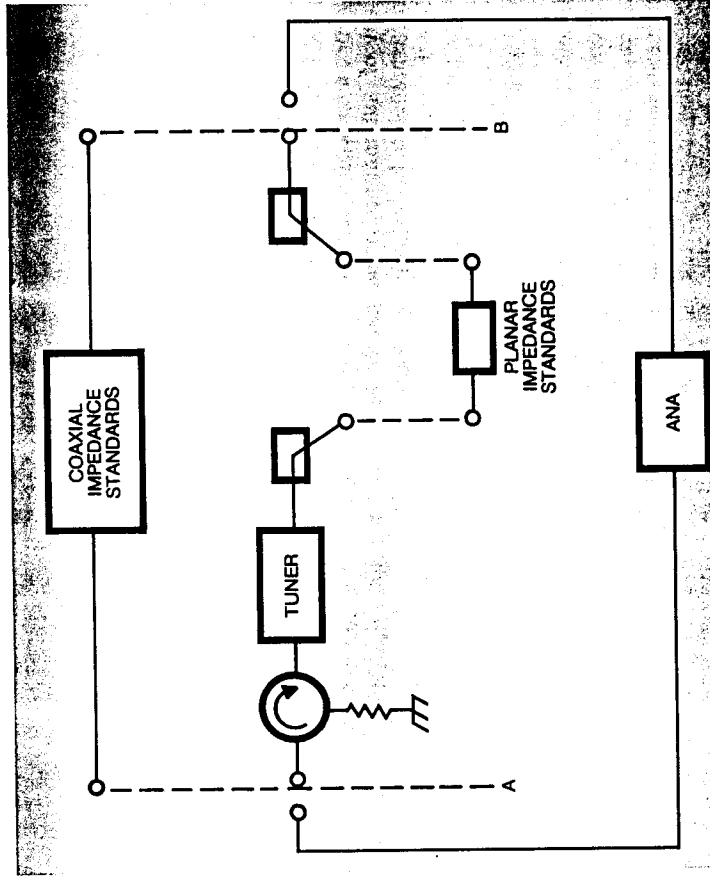 COAXIAL
IMPEDANCE
STANDARDS
TUNER
PLANAR
IMPEDANCE
STANDARDS
A
B
ANA